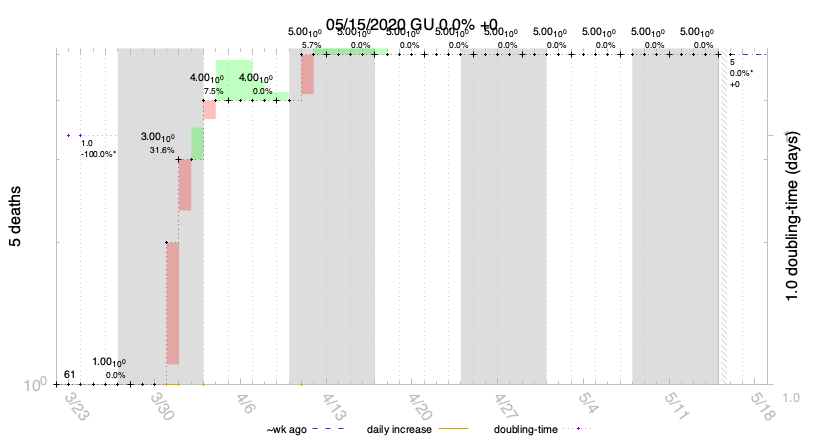 05/15/2020 GU 0.0% +0
5.00₁₀⁰ 5.00₁₀⁰ 5.00₁₀⁰ 5.00₁₀⁰ 5.00₁₀⁰ 5.00₁₀⁰ 5.00₁₀⁰ 5.00₁₀⁰ 5.00₁₀⁰
5.7% 0.0% 0.0% 0.0% 0.0% 0.0% 0.0% 0.0% 0.0%
5
0.0%*
+0
4.00₁₀⁰ 4.00₁₀⁰
7.5% 0.0%
3.00₁₀⁰
31.6%
1.0
-100.0%*
1.00₁₀⁰
0.0%
61
10⁰
5 deaths
1.0 doubling-time (days)
1.0
3/23 3/30 4/6 4/13 4/20 4/27 5/4 5/11 5/18
~wk ago daily increase doubling-time